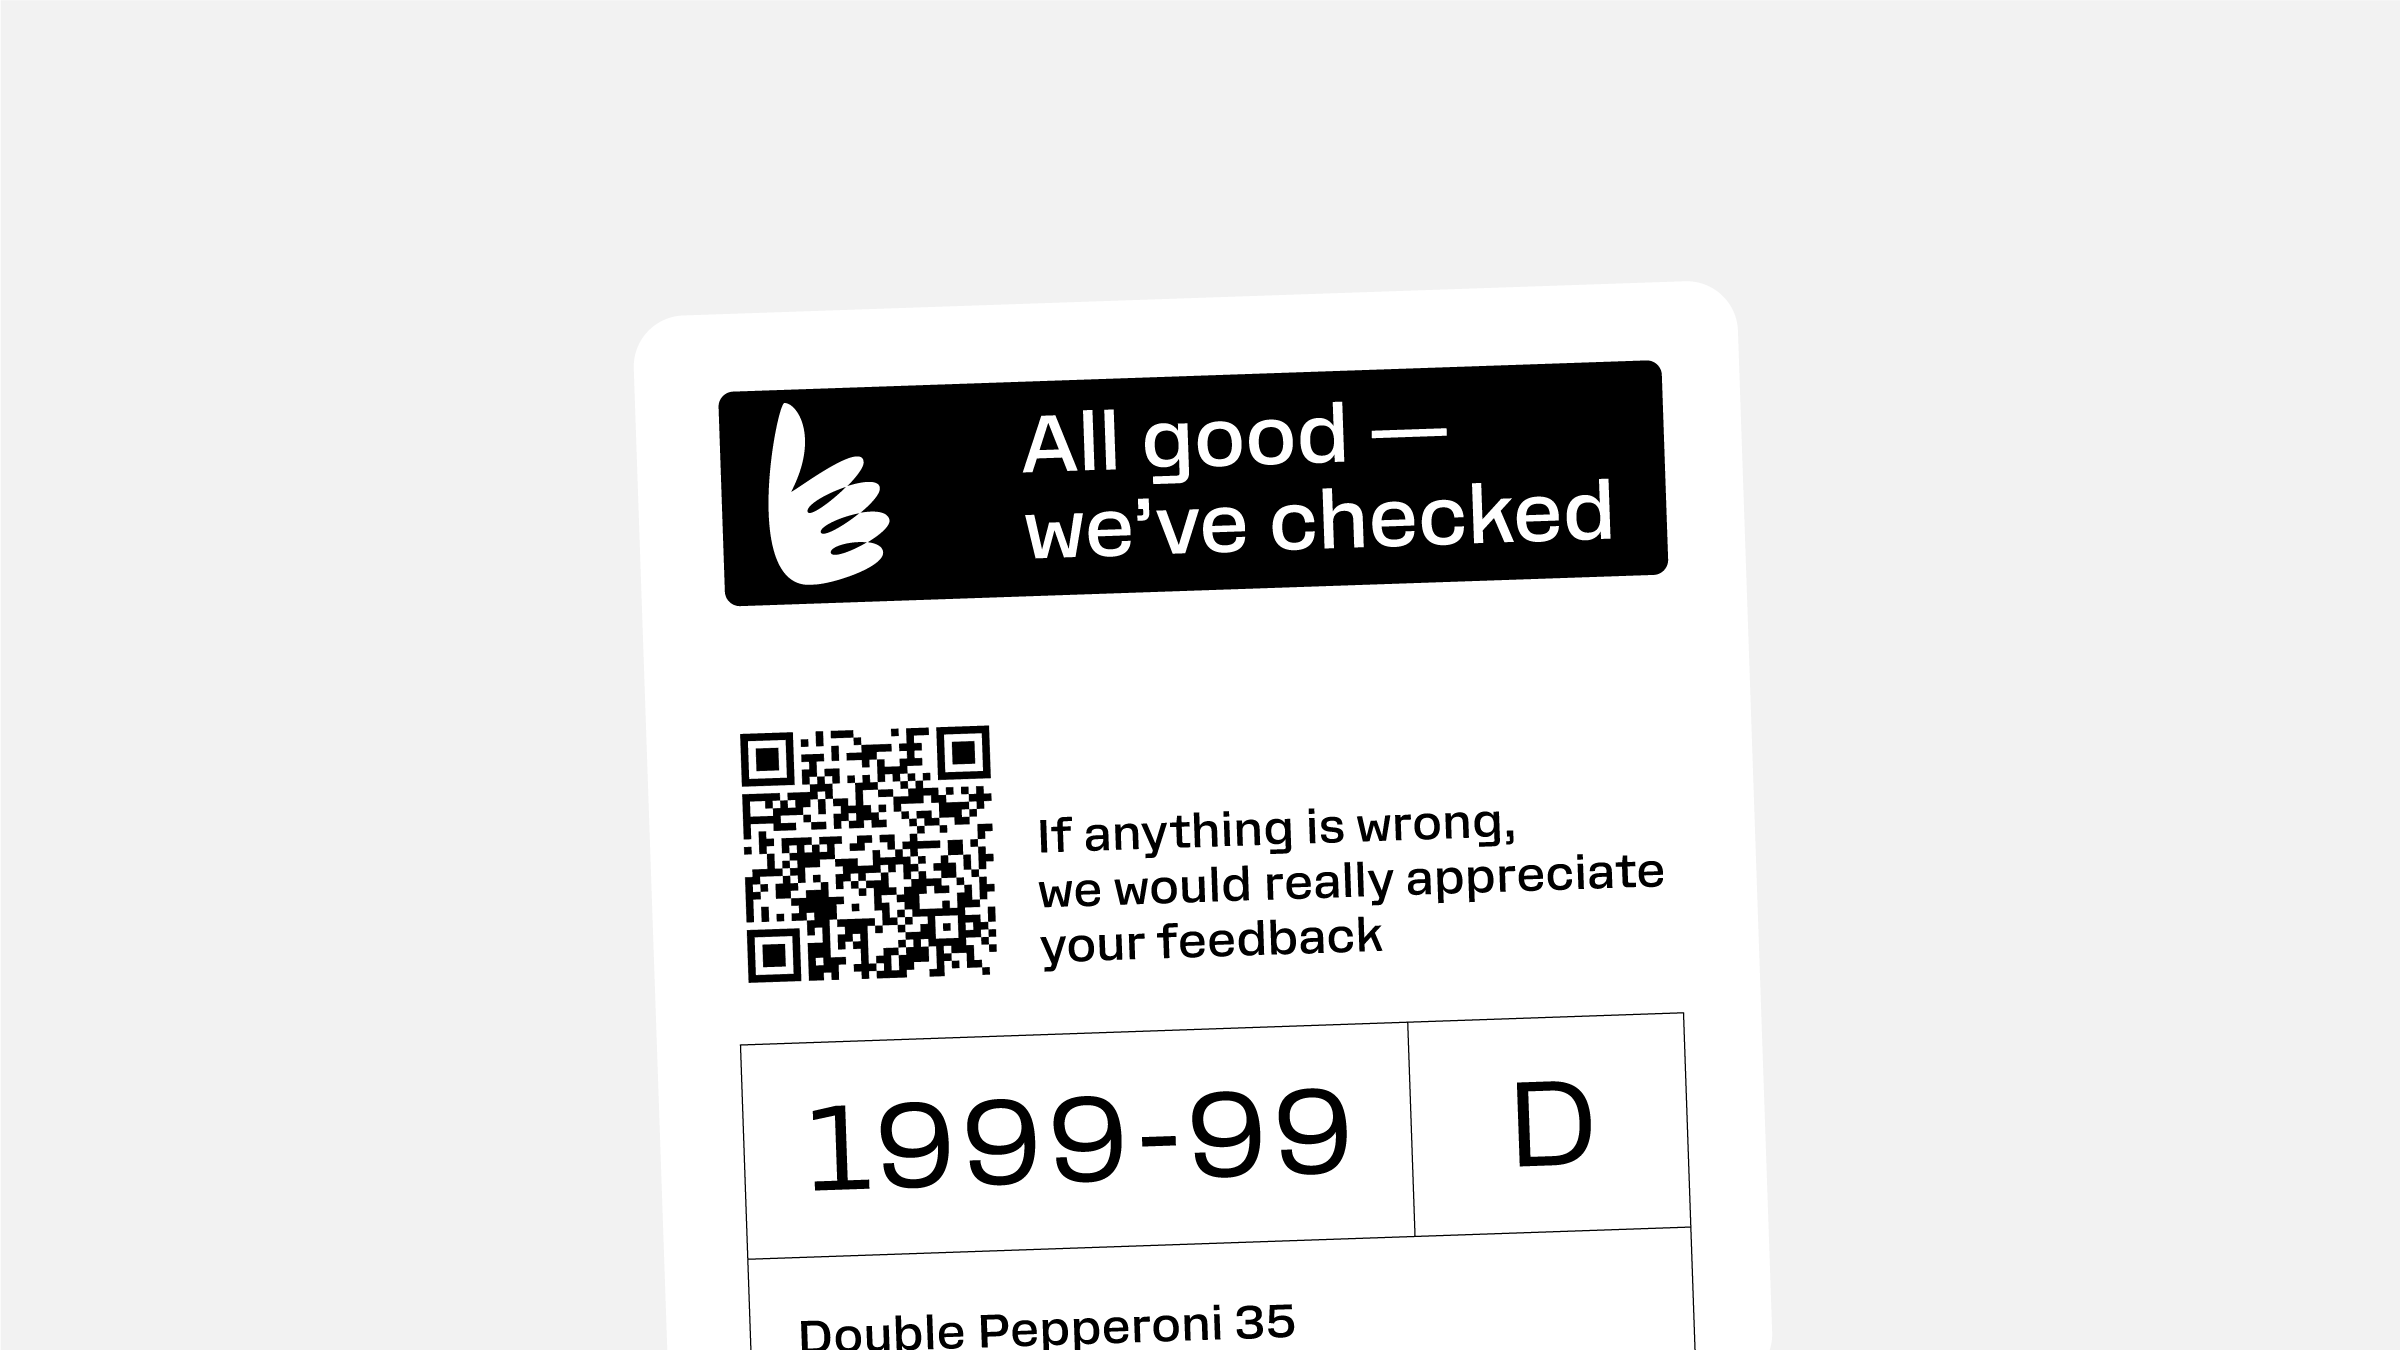 All good —
we’ve checked
If anything is wrong,
we would really appreciate
your feedback
1999-99
D
Double Pepperoni 35